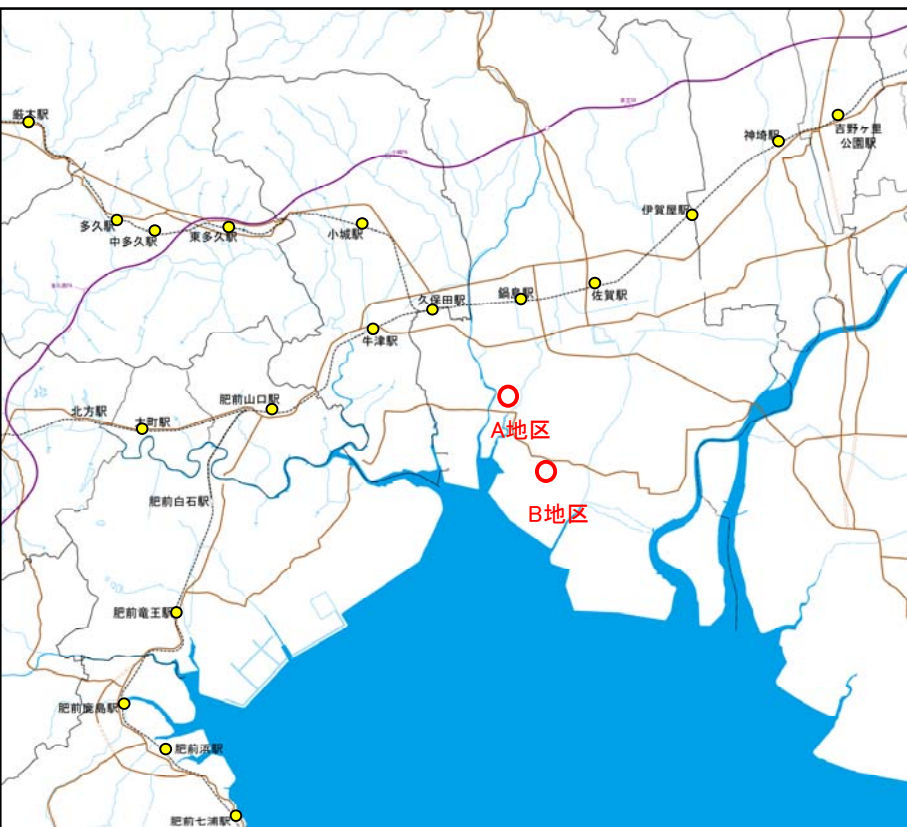 厳木駅
吉野ヶ里
公園駅
神埼駅
伊賀屋駅
多久駅
中多久駅
東多久駅
小城駅
佐賀駅
鍋島駅
久保田駅
牛津駅
肥前山口駅
北方駅
大町駅
A地区
肥前白石駅
B地区
肥前竜王駅
肥前鹿島駅
肥前浜駅
肥前七浦駅